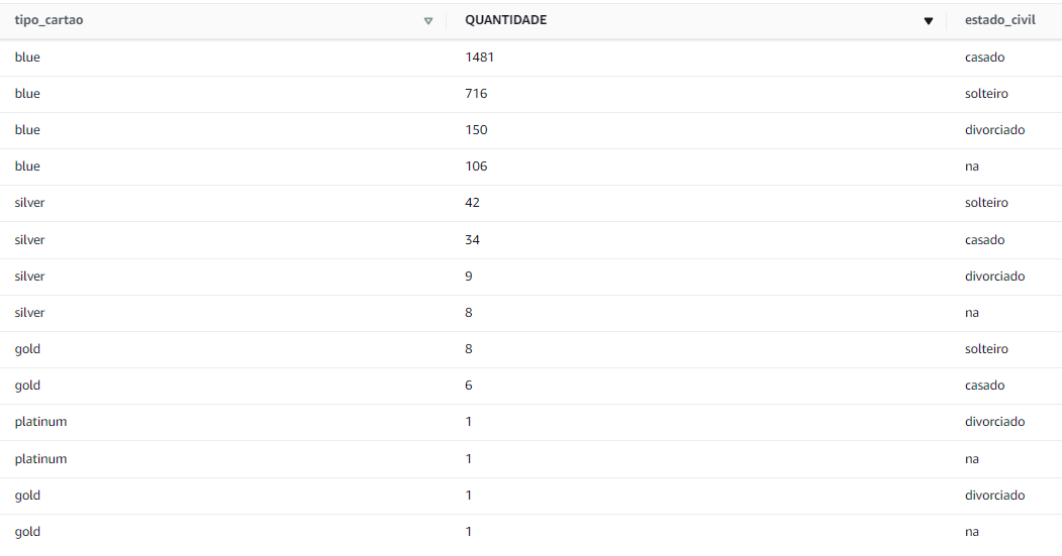 tipo_cartao QUANTIDADE estado_civil
blue 1481 casado
blue 716 solteiro
blue 150 divorciado
blue 106 na
silver 42 solteiro
silver 34 casado
silver 9 divorciado
silver 8 na
gold 8 solteiro
gold 6 casado
platinum 1 divorciado
platinum 1 na
gold 1 divorciado
gold 1 na